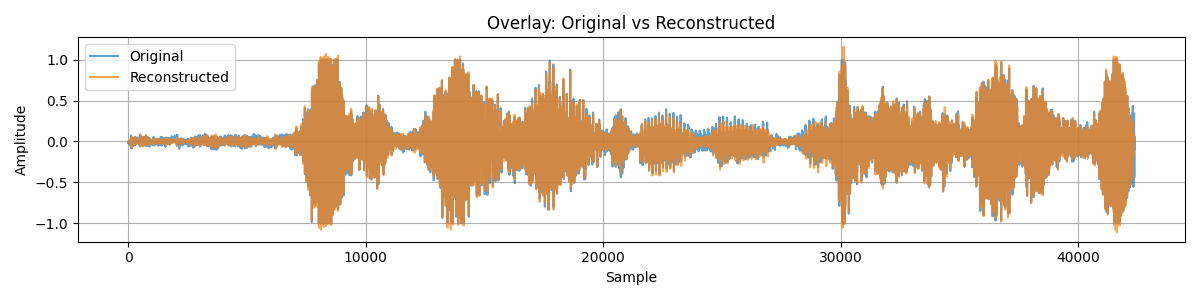 Overlay: Original vs Reconstructed
Original
Reconstructed
Amplitude
1.0
0.5
0.0
−0.5
−1.0
0 10000 20000 30000 40000
Sample